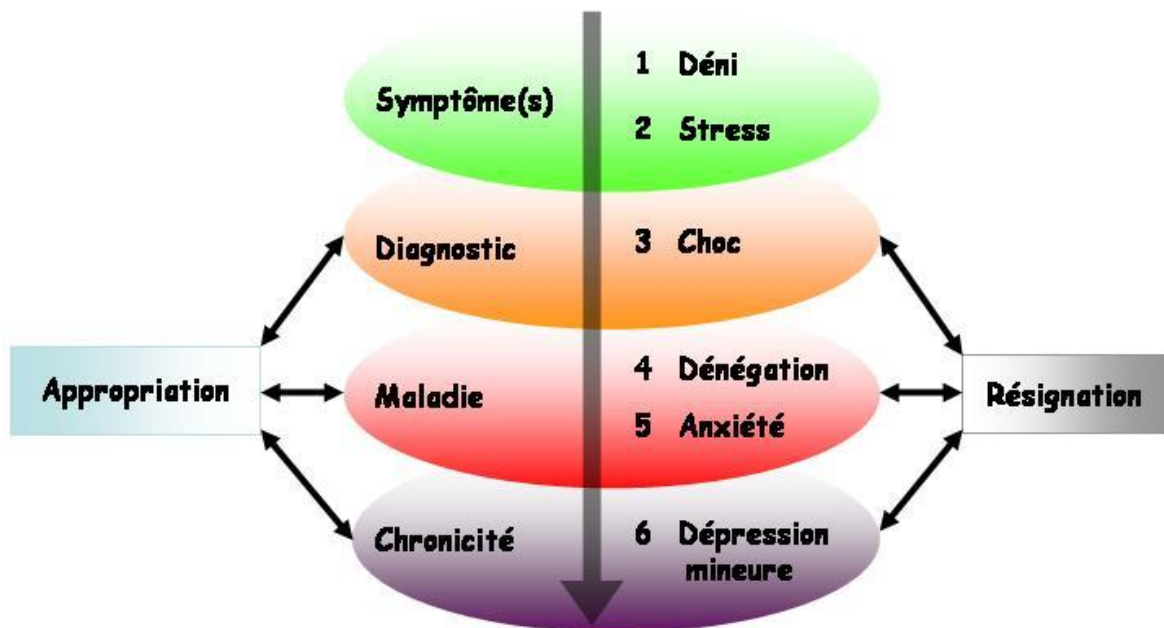 Symptôme(s)
1 Déni
2 Stress
Diagnostic
3 Choc
Appropriation
Maladie
4 Dénégation
5 Anxiété
Résignation
Chronicité
6 Dépression
mineure